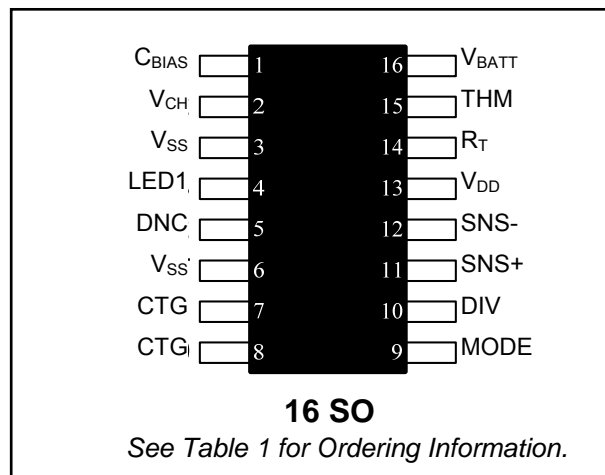 CBIAS 1 16 VBATT
VCH 2 15 THM
VSS 3 14 RT
LED1 4 13 VDD
DNC 5 12 SNS-
VSS 6 11 SNS+
CTG 7 10 DIV
CTG 8 9 MODE
16 SO
See Table 1 for Ordering Information.